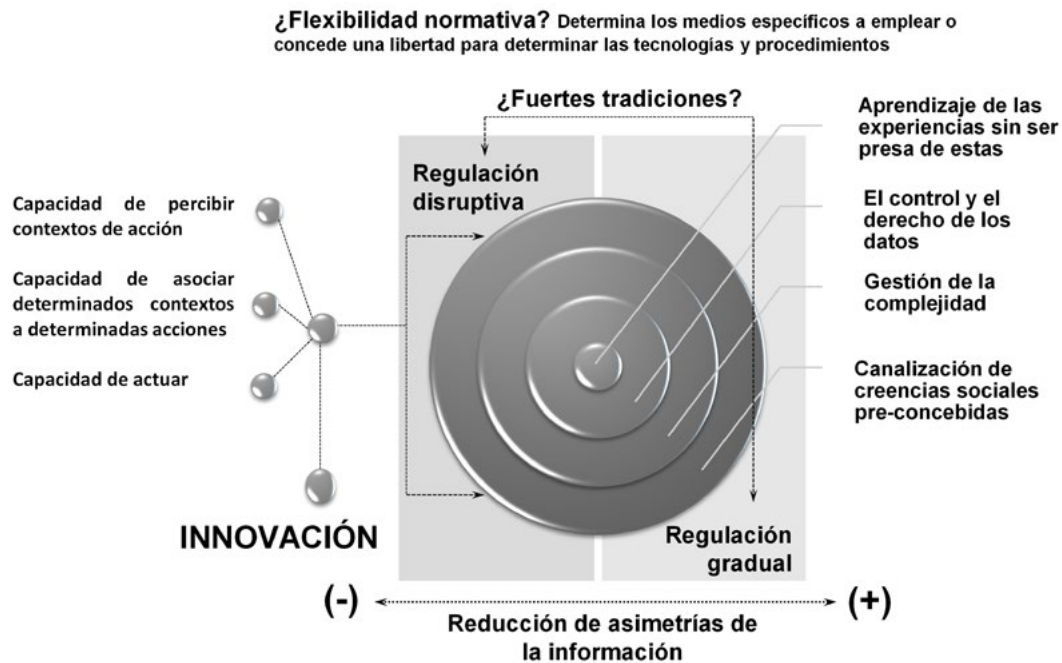 ¿Flexibilidad normativa? Determina los medios específicos a emplear o
concede una libertad para determinar las tecnologías y procedimientos
¿Fuertes tradiciones?
Regulación
disruptiva
Capacidad de percibir
contextos de acción
Capacidad de asociar
determinados contextos
a determinadas acciones
Capacidad de actuar
INNOVACIÓN
Aprendizaje de las
experiencias sin ser
presa de estas
El control y el
derecho de los
datos
Gestión de la
complejidad
Canalización de
creencias sociales
pre-concebidas
Regulación
gradual
(-)
(+)
Reducción de asimetrías de
la información